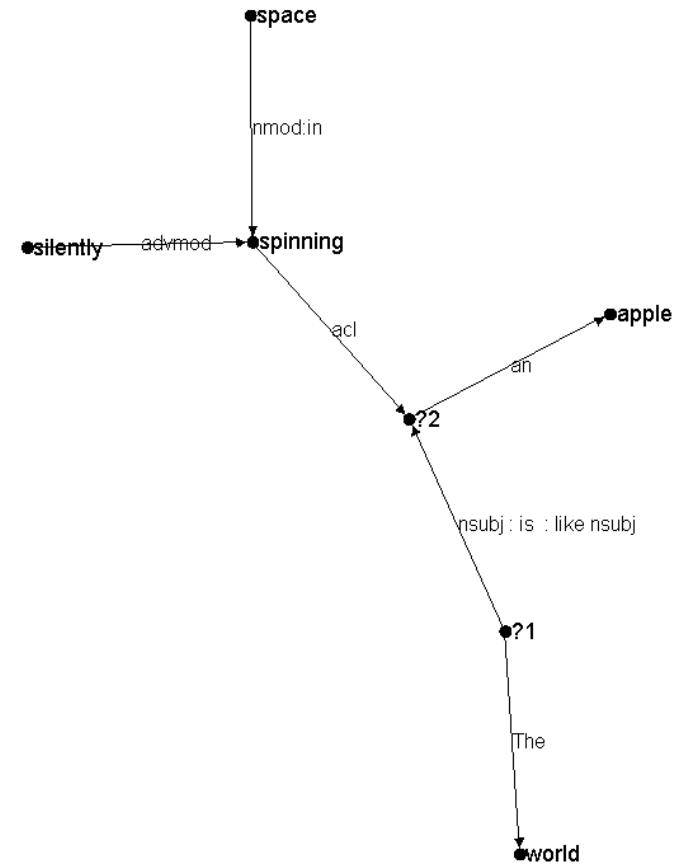 space
nmod:in
silently advmod spinning
acl
apple
an
?2
nsubj : is : like nsubj
?1
The
world